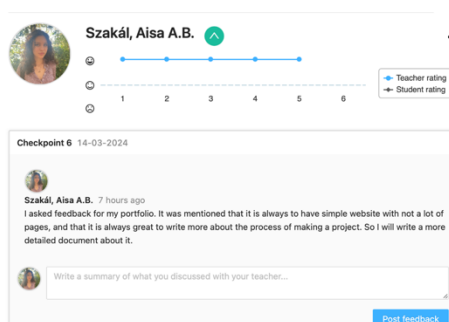 Szakál, Aisa A.B.
Teacher rating
Student rating
1 2 3 4 5 6
Checkpoint 6 14-03-2024
Szakál, Aisa A.B. 7 hours ago
I asked feedback for my portfolio. It was mentioned that it is always to have simple website with not a lot of
pages, and that it is always great to write more about the process of making a project. So I will write a more
detailed document about it.
Write a summary of what you discussed with your teacher...
Post feedback